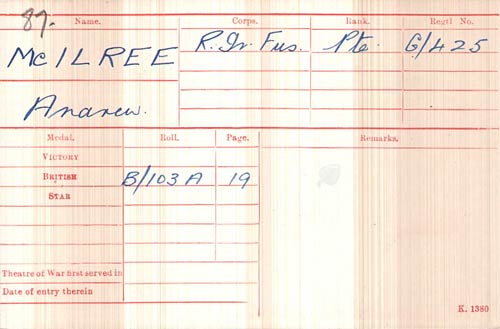 87.
Name. Corps. Rank. Regtl No.
McILREE R. Ir. Fus. Pte. G/425
Andrew.
Medal. Roll. Page. Remarks.
VICTORY
BRITISH B/103 A 19
STAR
Theatre of War first served in
Date of entry therein
K. 1380